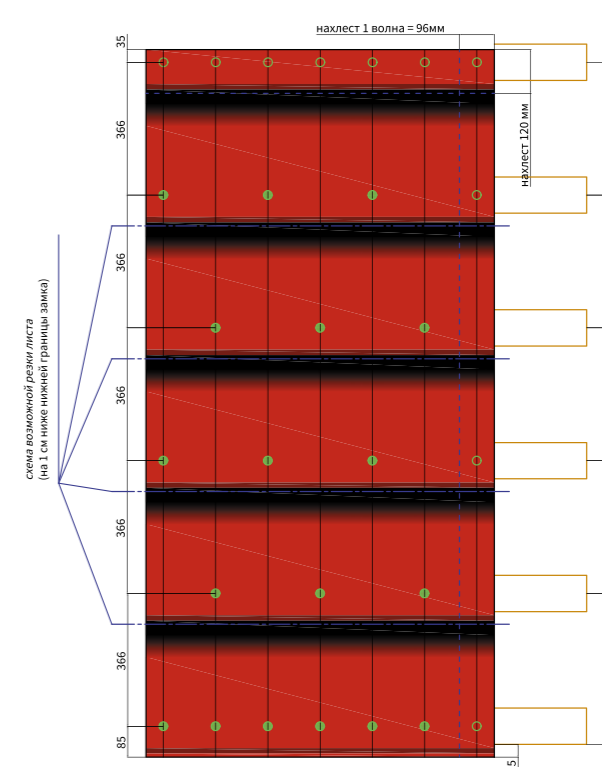 нахлест 1 волна = 96мм
35
366
нахлест 120 мм
366
схема возможной резки листа
(на 1 см ниже нижней границы замка)
366
366
366
85
5